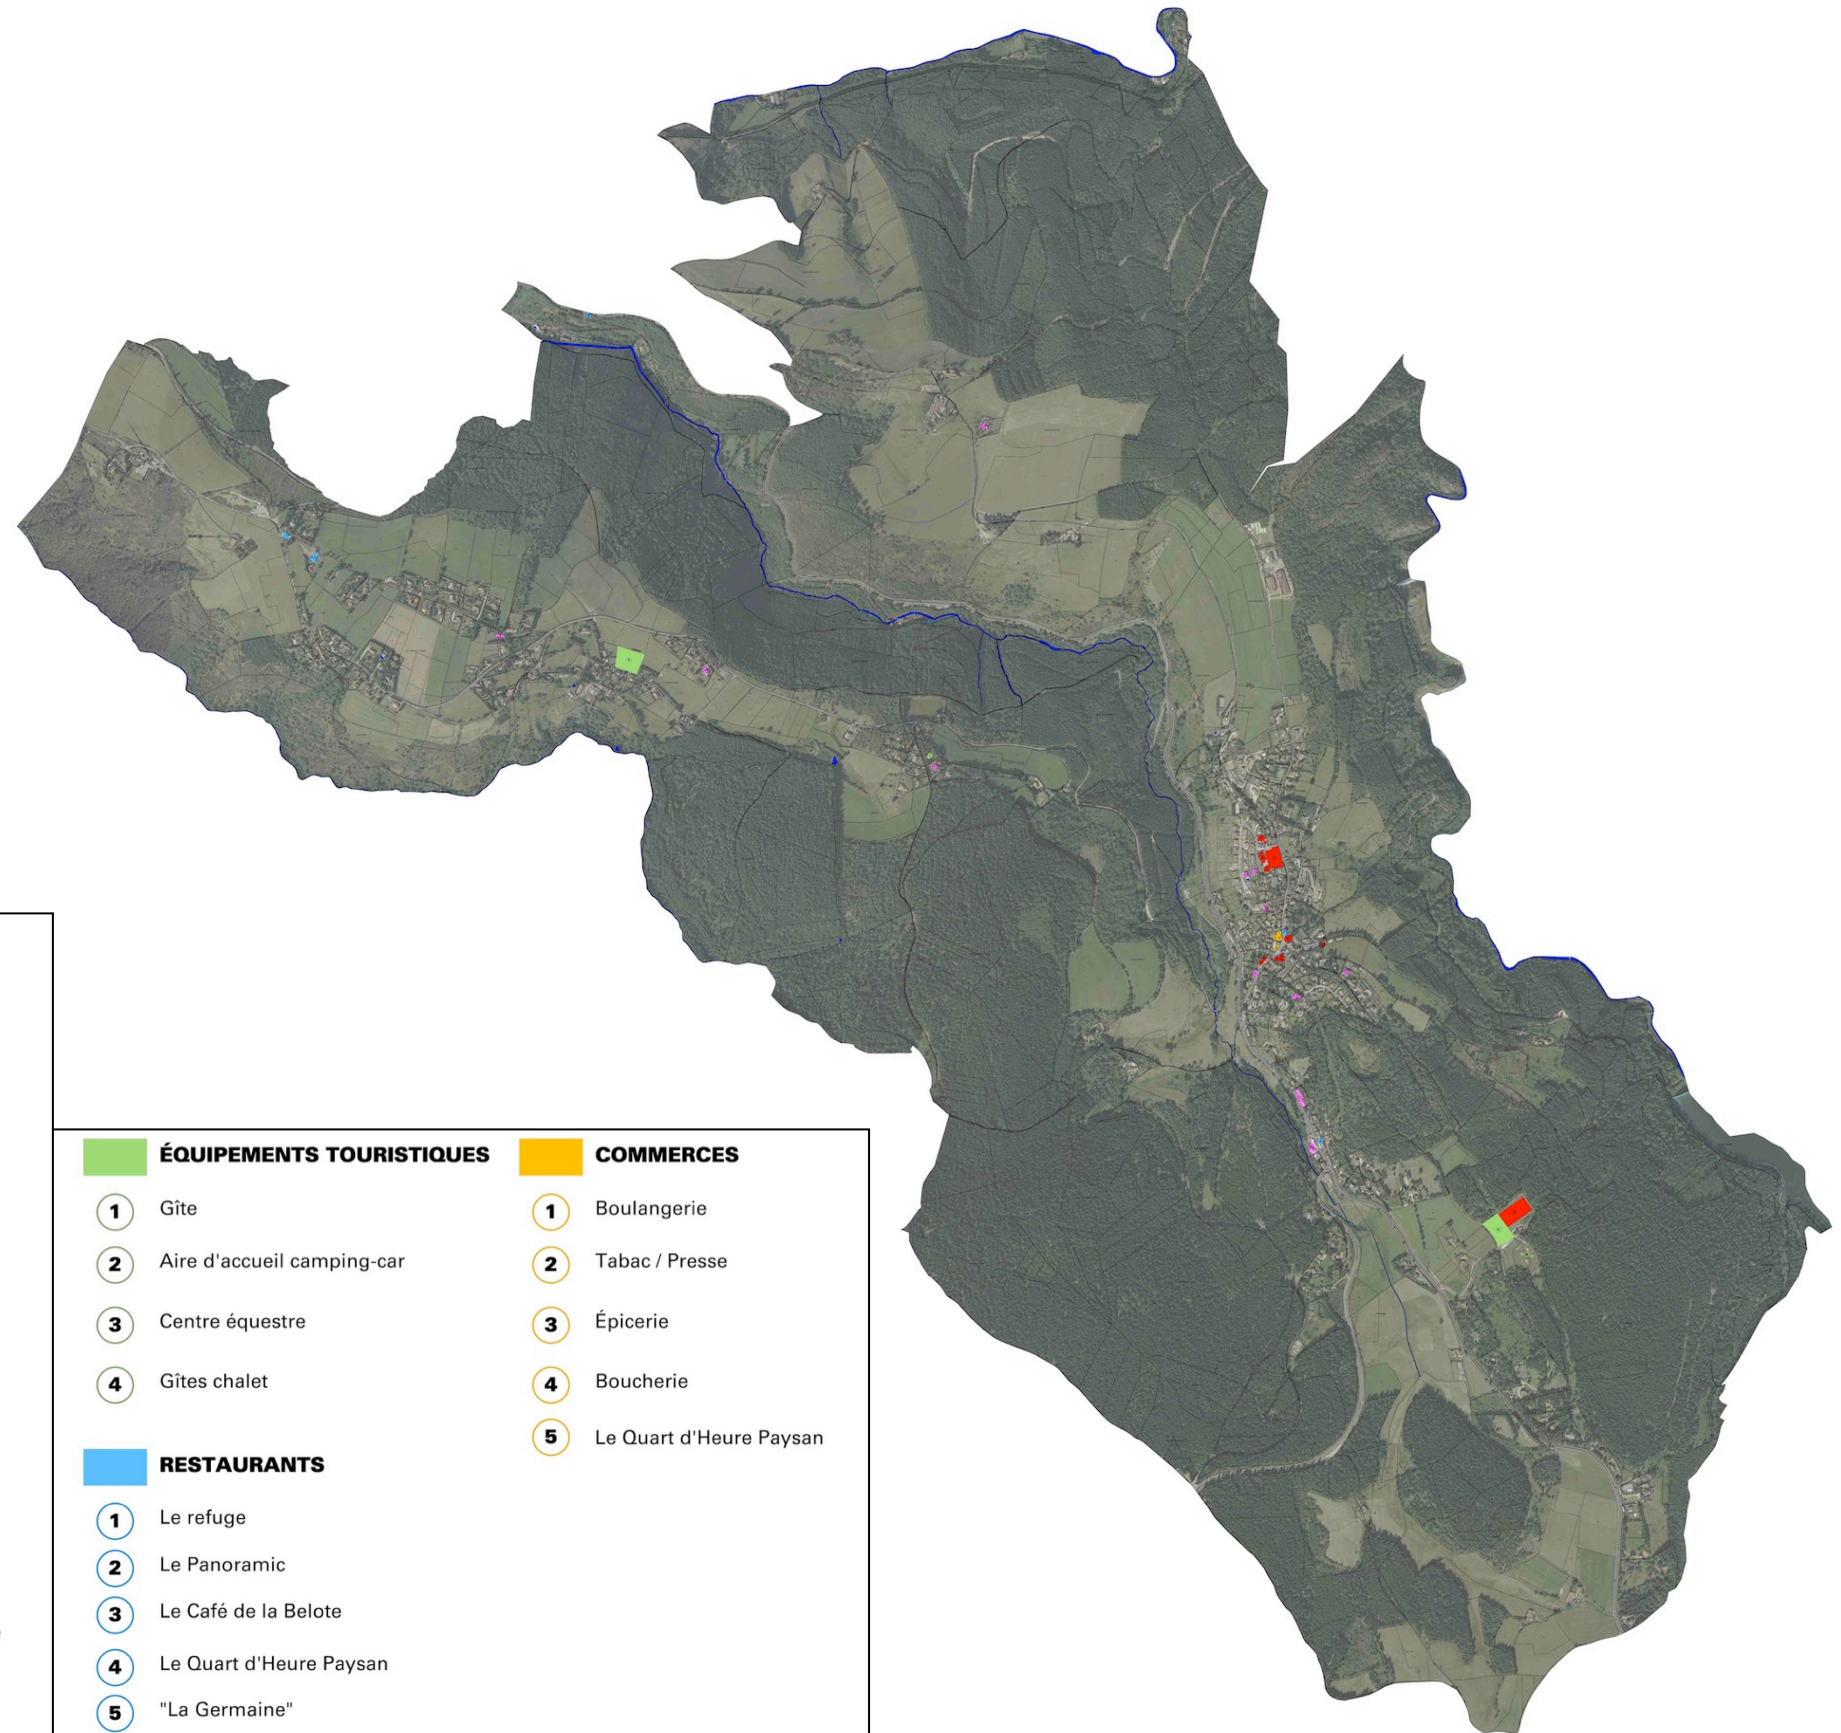 ÉQUIPEMENTS TOURISTIQUES
1 Gîte
2 Aire d'accueil camping-car
3 Centre équestre
4 Gîtes chalet
RESTAURANTS
1 Le refuge
2 Le Panoramic
3 Le Café de la Belote
4 Le Quart d'Heure Paysan
5 "La Germaine"
COMMERCES
1 Boulangerie
2 Tabac / Presse
3 Épicerie
4 Boucherie
5 Le Quart d'Heure Paysan